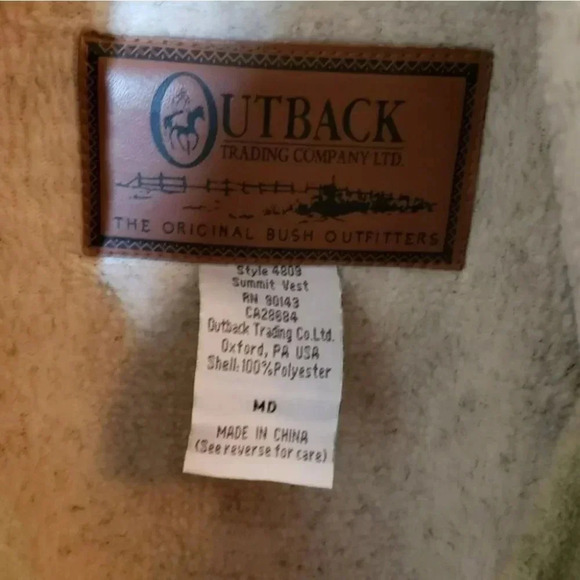 OUTBACK
TRADING COMPANY LTD.
THE ORIGINAL BUSH OUTFITTERS
Style 4809
Summit Vest
RN 90143
CA28884
Outback Trading Co.Ltd.
Oxford, PA USA
Shell:100%Polyester
MD
MADE IN CHINA
(See reverse for care)